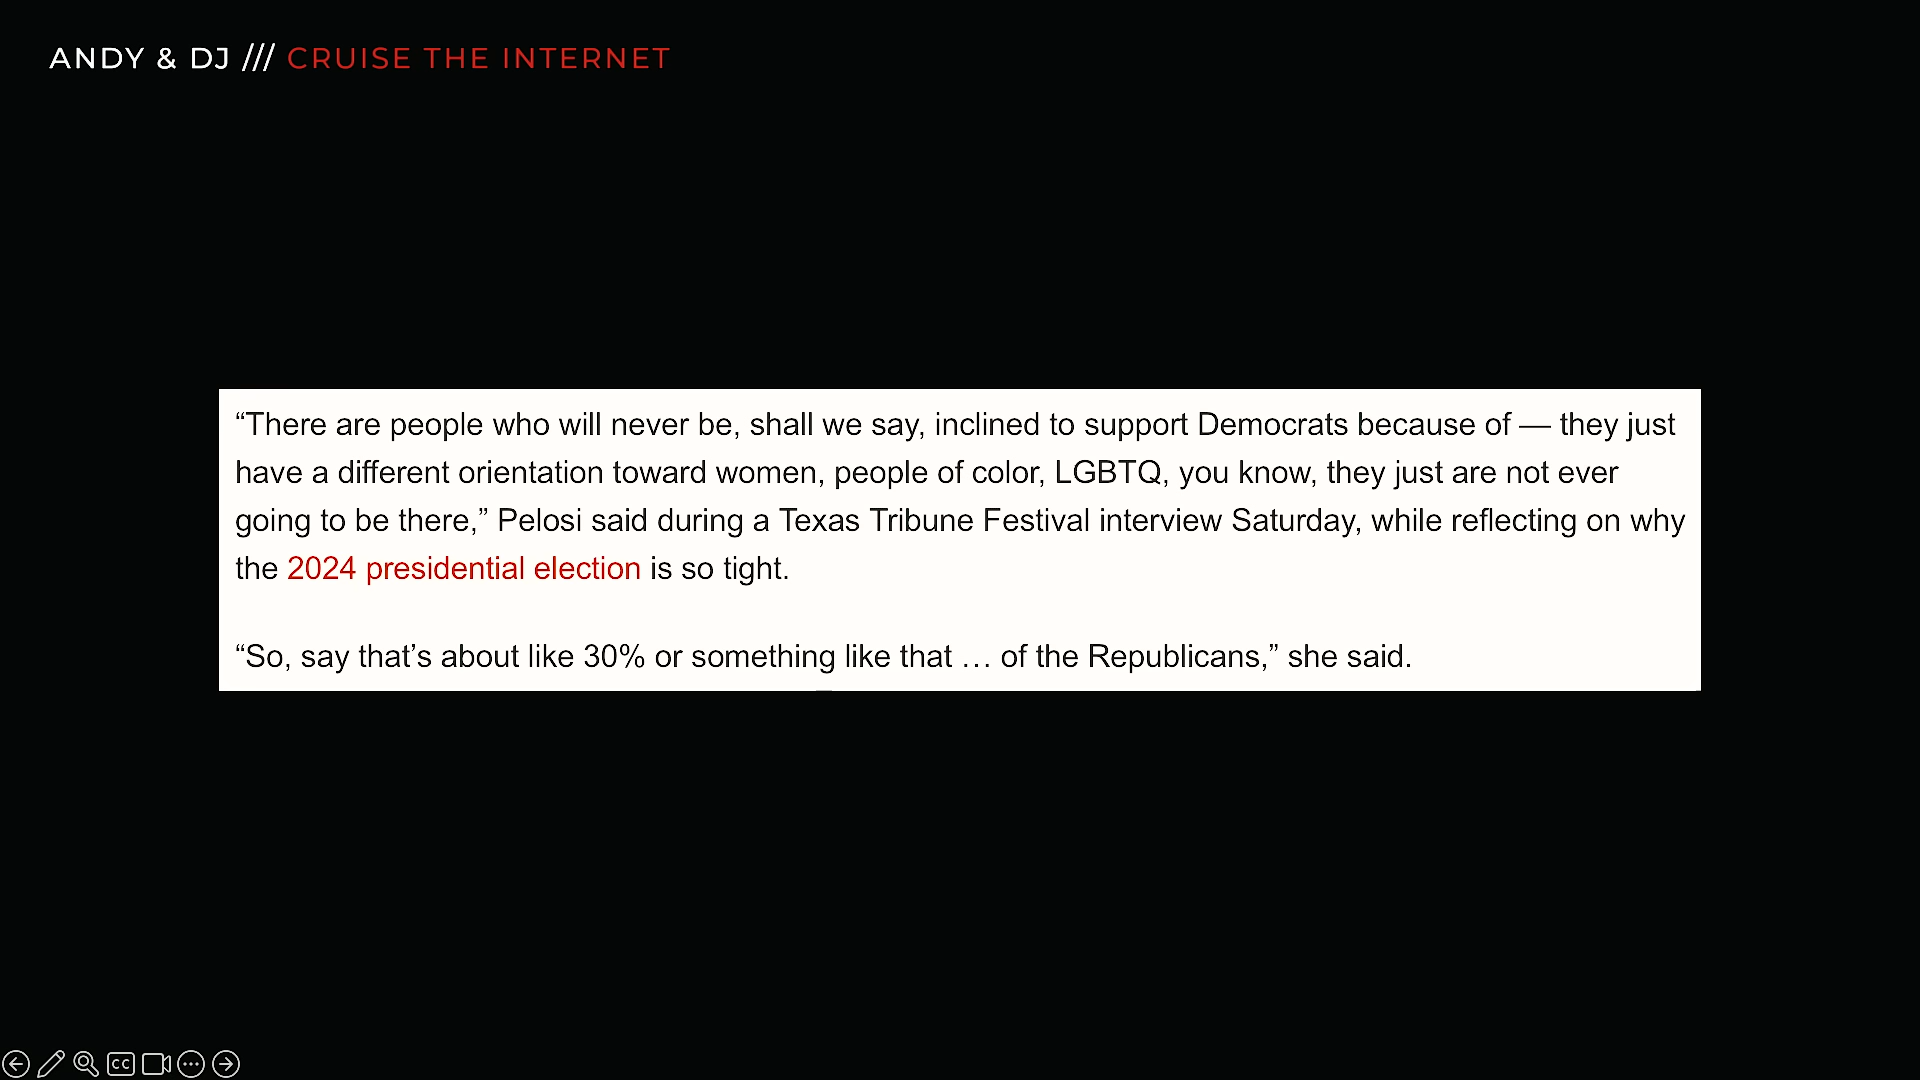 ANDY & DJ /// CRUISE THE INTERNET
“There are people who will never be, shall we say, inclined to support Democrats because of — they just
have a different orientation toward women, people of color, LGBTQ, you know, they just are not ever
going to be there,” Pelosi said during a Texas Tribune Festival interview Saturday, while reflecting on why
the 2024 presidential election is so tight.
“So, say that’s about like 30% or something like that … of the Republicans,” she said.
CC